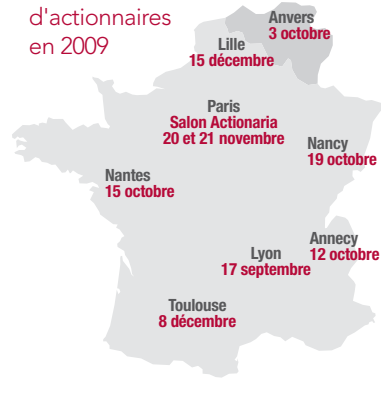 d'actionnaires
en 2009
Anvers
3 octobre
Lille
15 décembre
Paris
Salon Actionaria
20 et 21 novembre
Nancy
19 octobre
Nantes
15 octobre
Annecy
12 octobre
Lyon
17 septembre
Toulouse
8 décembre